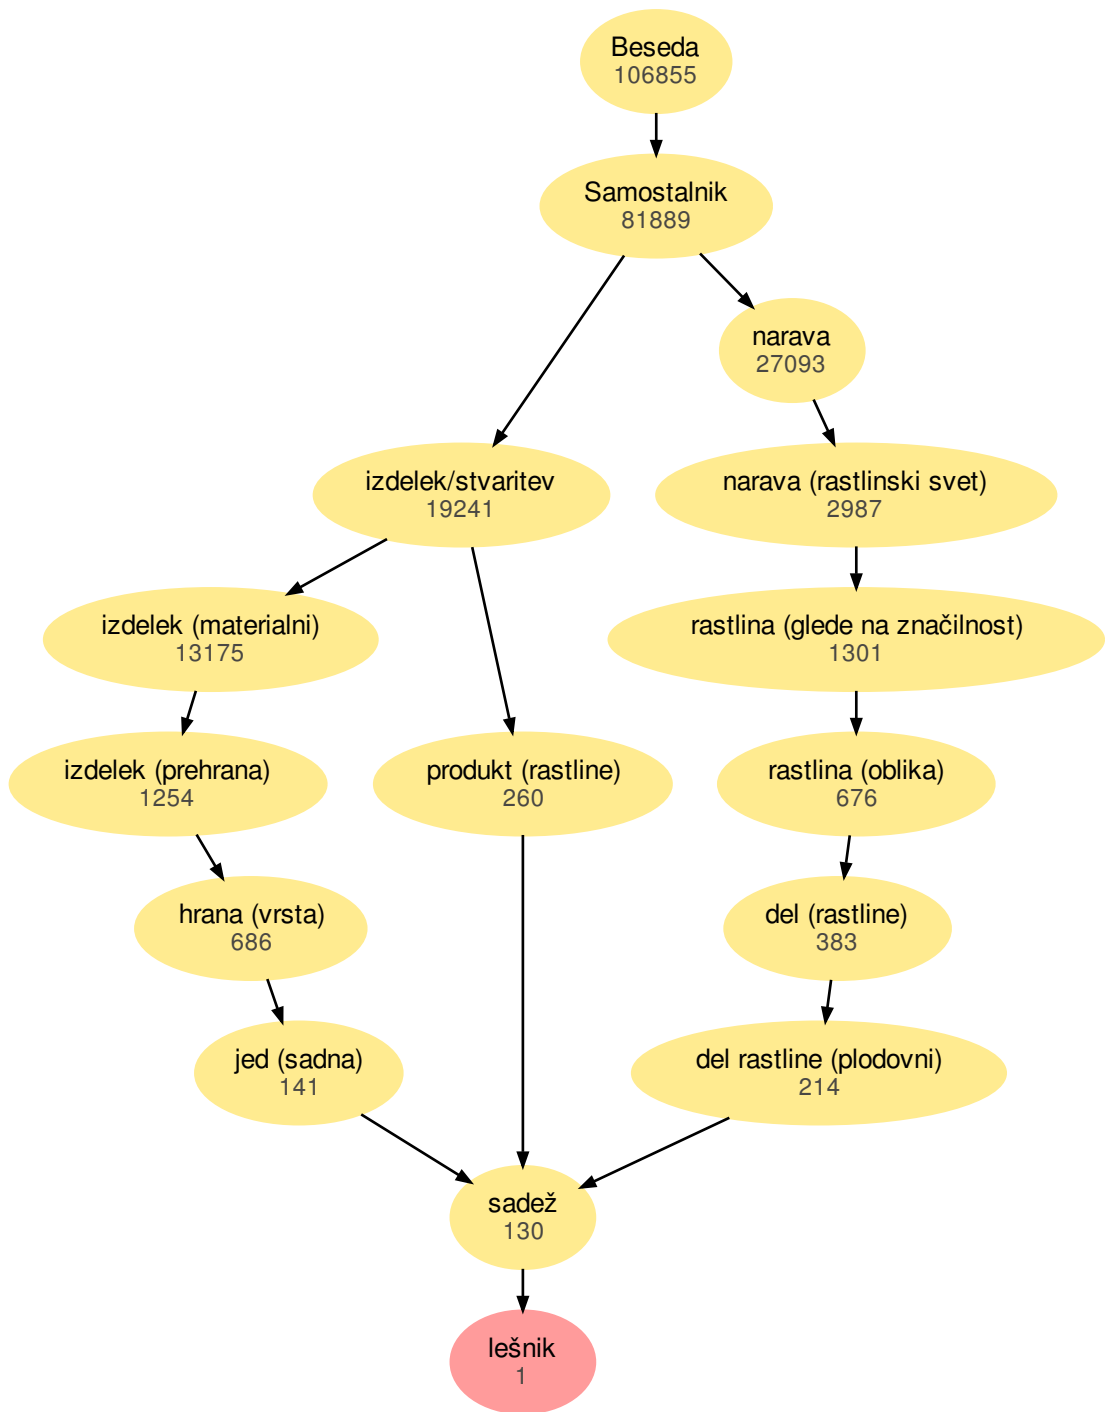 Beseda
106855
Samostalnik
81889
narava
27093
izdelek/stvaritev
19241
narava (rastlinski svet)
2987
izdelek (materialni)
13175
rastlina (glede na značilnost)
1301
izdelek (prehrana)
1254
produkt (rastline)
260
rastlina (oblika)
676
hrana (vrsta)
686
del (rastline)
383
jed (sadna)
141
del rastline (plodovni)
214
sadež
130
lešnik
1